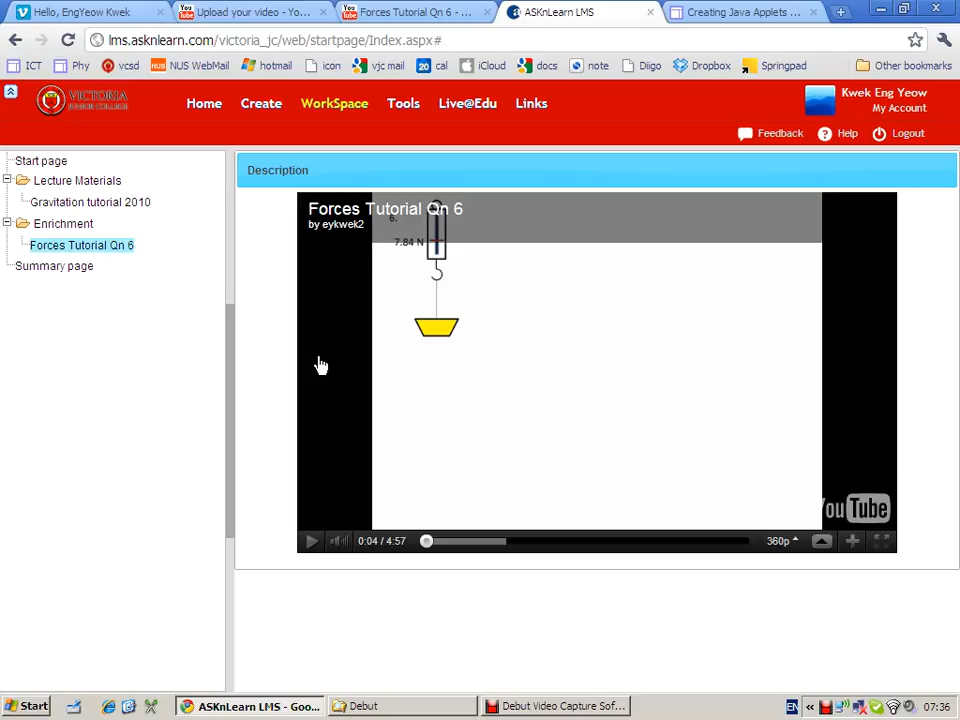 Hello, EngYeow Kwek
Upload your video - Yo...
Forces Tutorial Qn 6 - ...
ASKnLearn LMS
Creating Java Applets ...
lms.asknlearn.com/victoria_jc/web/startpage/Index.aspx#
ICT Phy vcsd NUS WebMail hotmail icon vjc mail cal iCloud docs note Diigo Dropbox Springpad Other bookmarks
VICTORIA
JUNIOR COLLEGE
Home Create WorkSpace Tools Live@Edu Links
Kwek Eng Yeow
My Account
Feedback Help Logout
Start page
Lecture Materials
Gravitation tutorial 2010
Enrichment
Forces Tutorial Qn 6
Summary page
Description
Forces Tutorial Qn 6
by eykwek2
6.
7.84 N
YouTube
0:04 / 4:57 360p
Start ASKnLearn LMS - Goo... Debut Debut Video Capture Sof... EN « 07:36